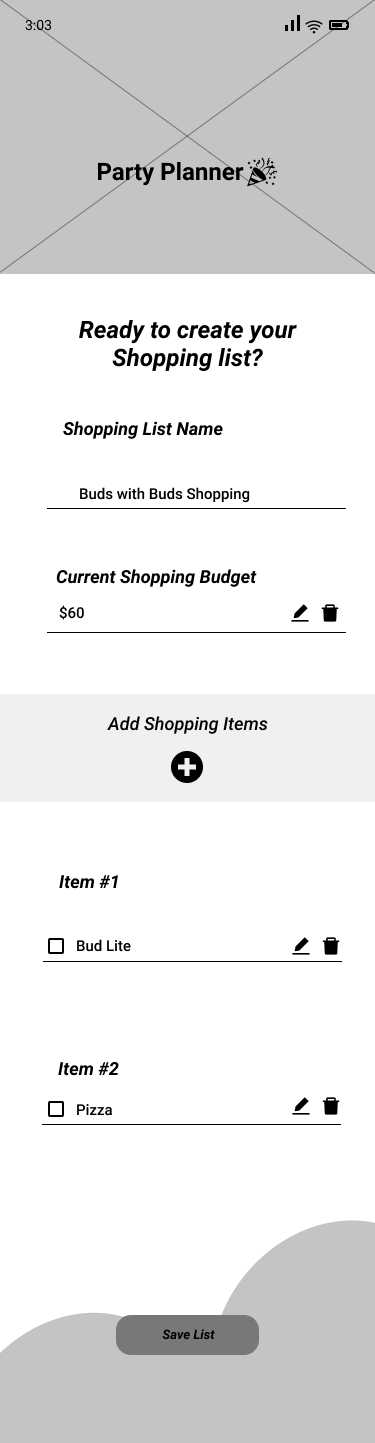 3:03
Party Planner
Ready to create your
Shopping list?
Shopping List Name
Buds with Buds Shopping
Current Shopping Budget
$60
Add Shopping Items
Item #1
Bud Lite
Item #2
Pizza
Save List